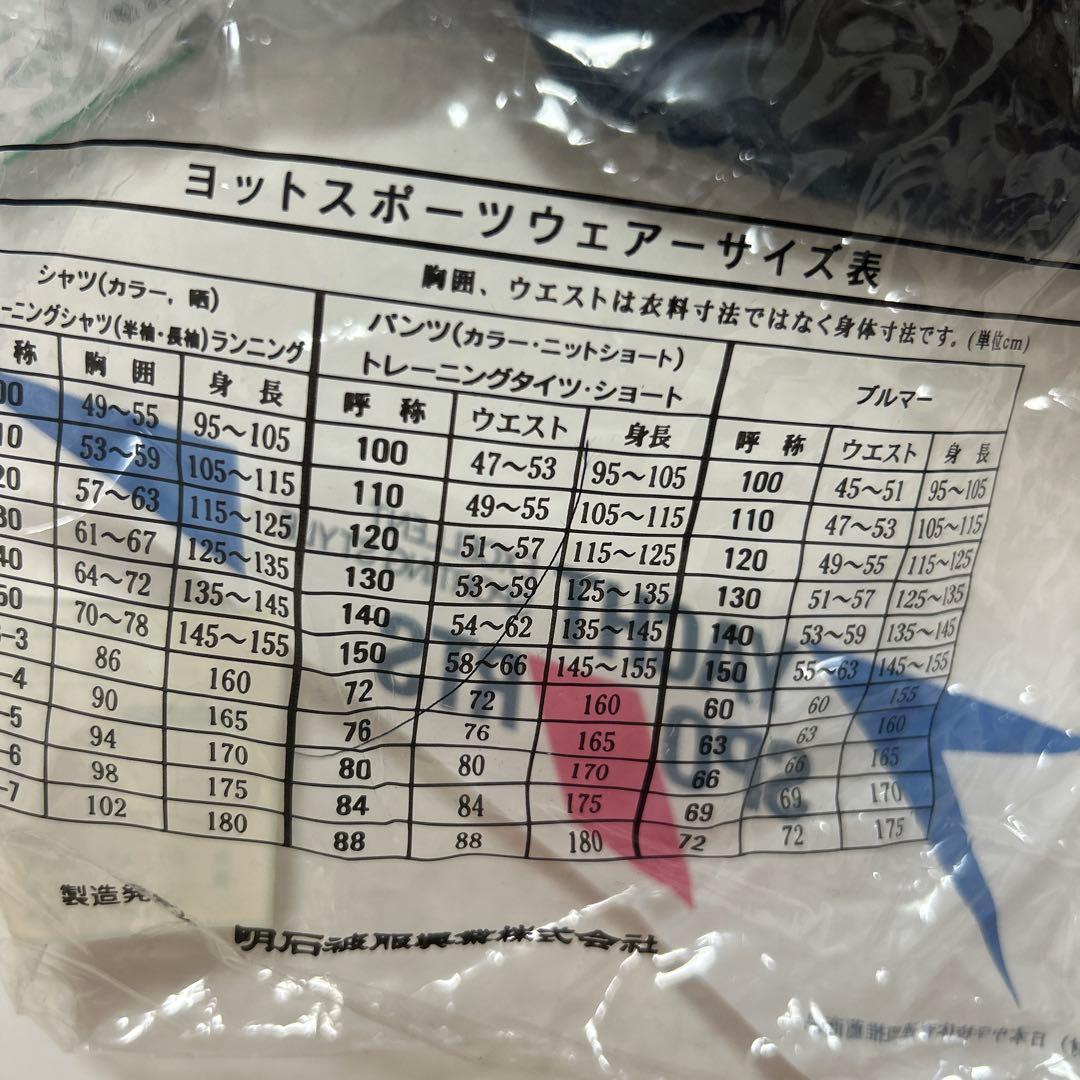 ヨットスポーツウェアーサイズ表
胸囲、ウエストは衣料寸法ではなく身体寸法です。(単位cm)
シャツ(カラー, 晒) パンツ(カラー・ニットショート) ブルマー
ーニングシャツ(半袖・長袖)ランニング トレーニングタイツ・ショート
称 胸囲 身長 呼称 ウエスト 身長 呼称 ウエスト 身長
00 49〜55 95〜105 100 47〜53 95〜105 100 45〜51 95〜105
10 53〜59 105〜115 110 49〜55 105〜115 110 47〜53 105〜115
20 57〜63 115〜125 120 51〜57 115〜125 120 49〜55 115〜125
30 61〜67 125〜135 130 53〜59 125〜135 130 51〜57 125〜135
40 64〜72 135〜145 140 54〜62 135〜145 140 53〜59 135〜145
50 70〜78 145〜155 150 58〜66 145〜155 150 55〜63 145〜155
-3 86 160 72 72 160 60 60 155
-4 90 165 76 76 165 63 63 160
-5 94 170 80 80 170 66 66 165
-6 98 175 84 84 175 69 69 170
-7 102 180 88 88 180 72 72 175
製造発
明石被服興業株式会社